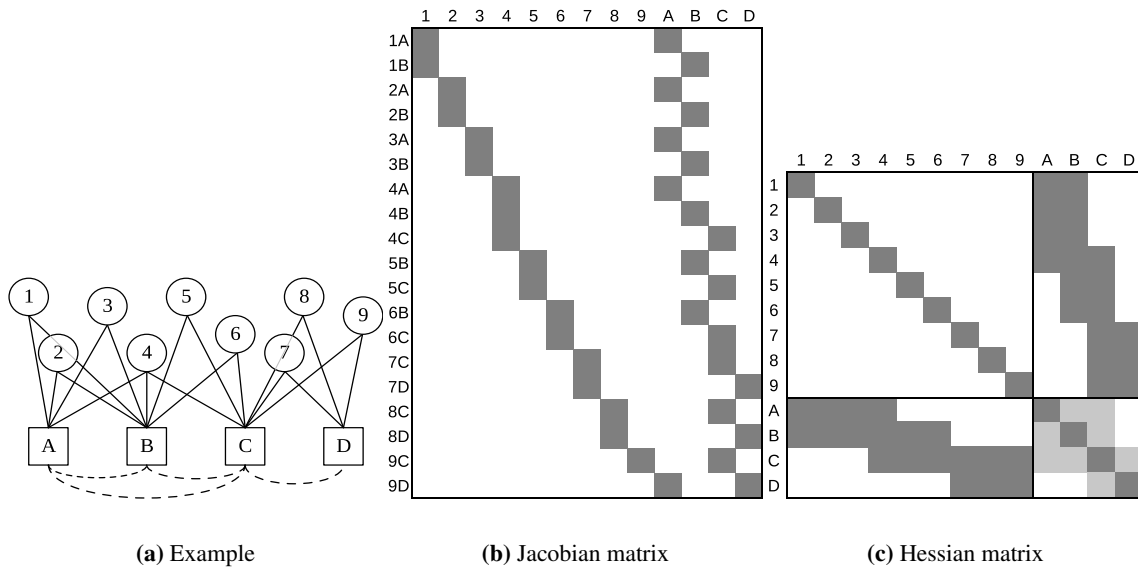 1 2 3 4 5 6 7 8 9 A B C D
1A
1B
2A
2B
3A
3B
4A
4B
4C
5B
5C
6B
6C
7C
7D
8C
8D
9C
9D
1 2 3 4 5 6 7 8 9 A B C D
1
2
3
4
5
6
7
8
9
A
B
C
D
1 3 5 8 9
2 4 6 7
A B C D
(a) Example
(b) Jacobian matrix
(c) Hessian matrix